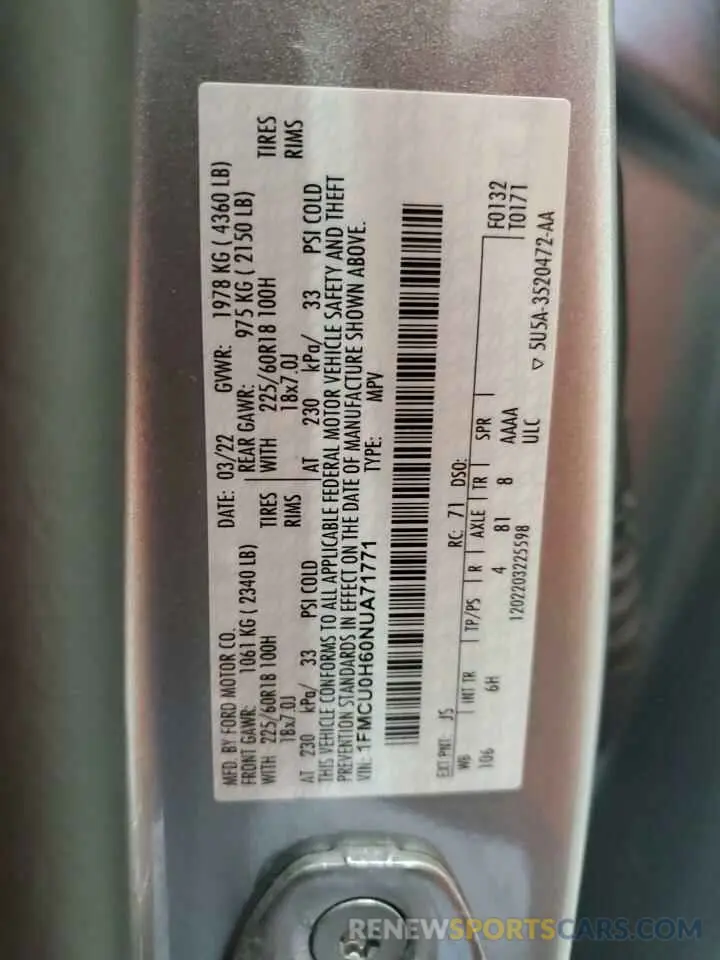 MFD. BY FORD MOTOR CO. DATE: 03/22 GVWR: 1978 KG ( 4360 LB)
FRONT GAWR: 1061 KG ( 2340 LB) REAR GAWR: 975 KG ( 2150 LB)
WITH 225/60R18 100H TIRES WITH 225/60R18 100H TIRES
18x7.0J RIMS 18x7.0J RIMS
AT 230 kPa/ 33 PSI COLD AT 230 kPa/ 33 PSI COLD
THIS VEHICLE CONFORMS TO ALL APPLICABLE FEDERAL MOTOR VEHICLE SAFETY AND THEFT
PREVENTION STANDARDS IN EFFECT ON THE DATE OF MANUFACTURE SHOWN ABOVE.
VIN: 1FMCU0H60NUA71771 TYPE: MPV
EXT PNT: JS RC: 71 DSO: F0132
WB INT TR TP/PS R AXLE TR SPR T0171
106 6H 4 81 8 AAAA
ULC
1202203225598 ▽ 5U5A-3520472-AA
RENEWSPORTSCARS.COM